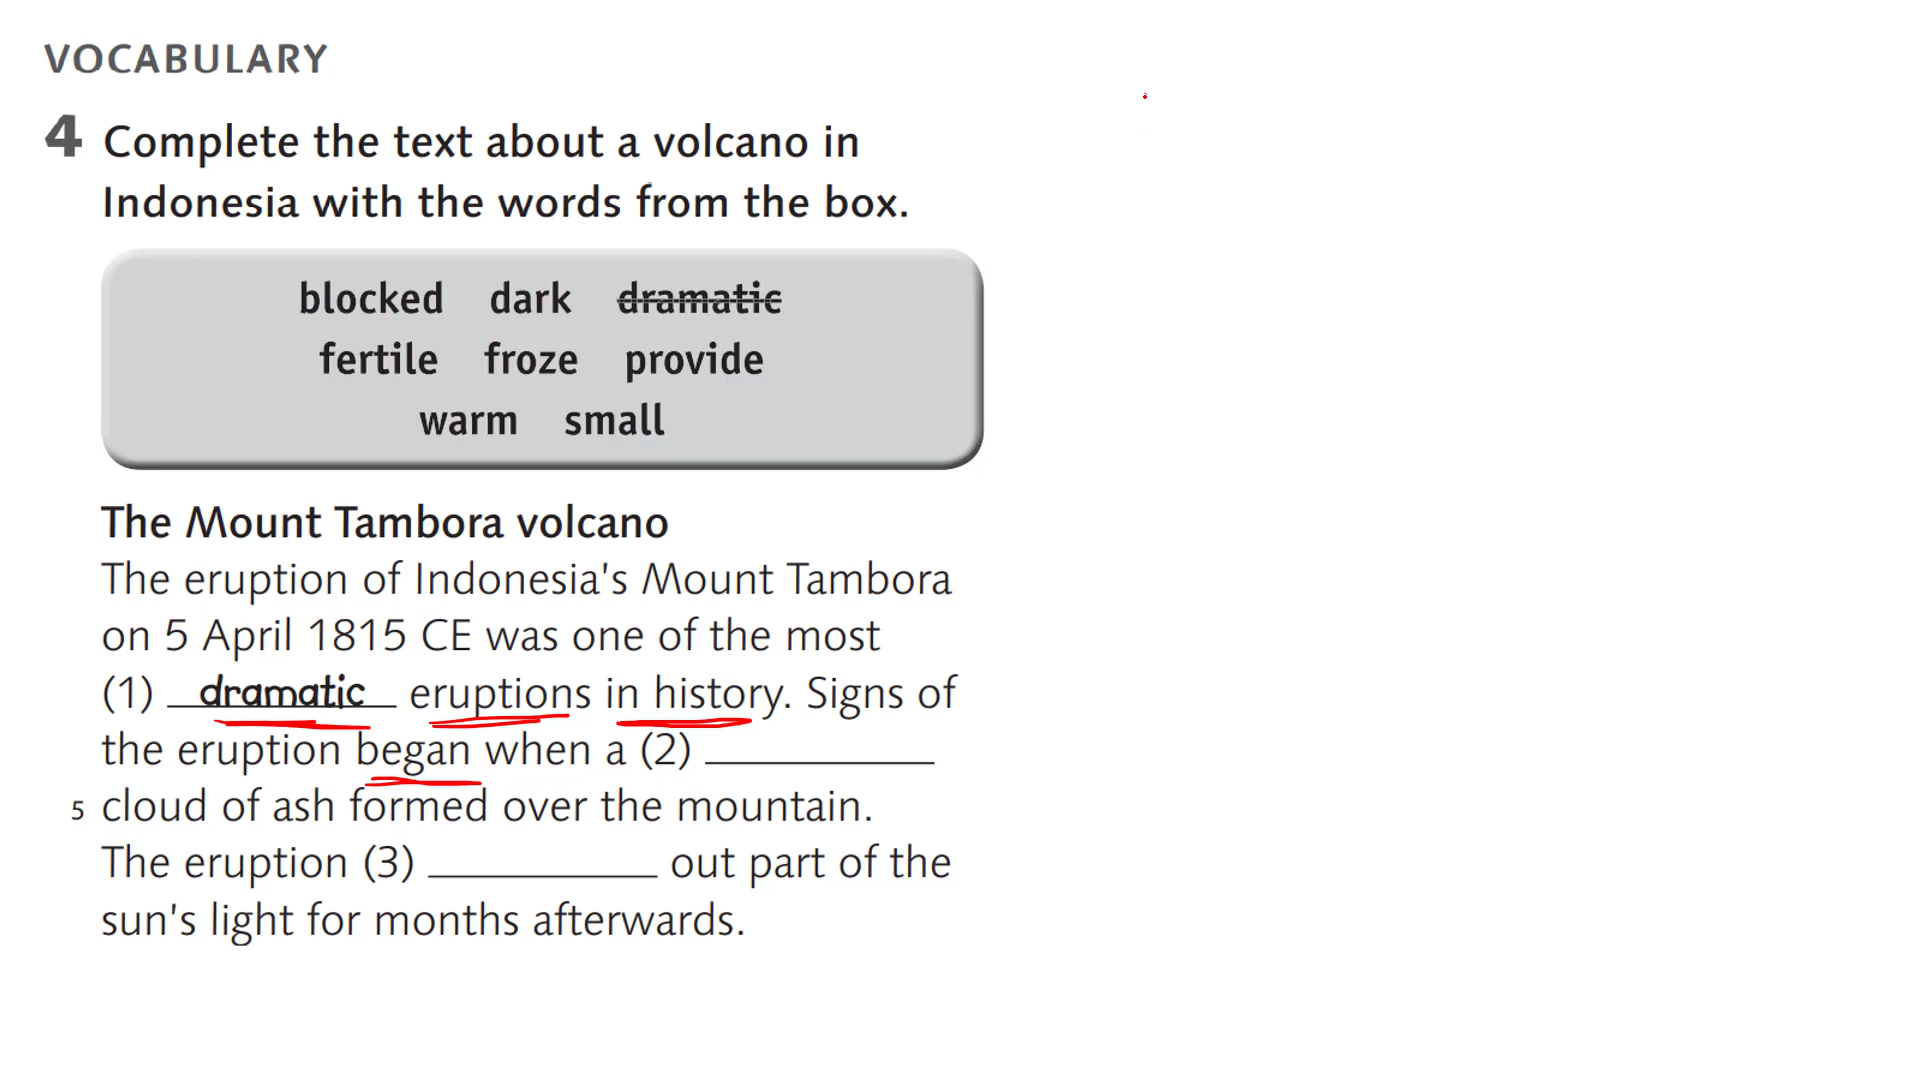 VOCABULARY
4 Complete the text about a volcano in
Indonesia with the words from the box.
blocked dark dramatic
fertile froze provide
warm small
The Mount Tambora volcano
The eruption of Indonesia's Mount Tambora
on 5 April 1815 CE was one of the most
(1) dramatic eruptions in history. Signs of
the eruption began when a (2) ____________
5 cloud of ash formed over the mountain.
The eruption (3) ____________ out part of the
sun's light for months afterwards.